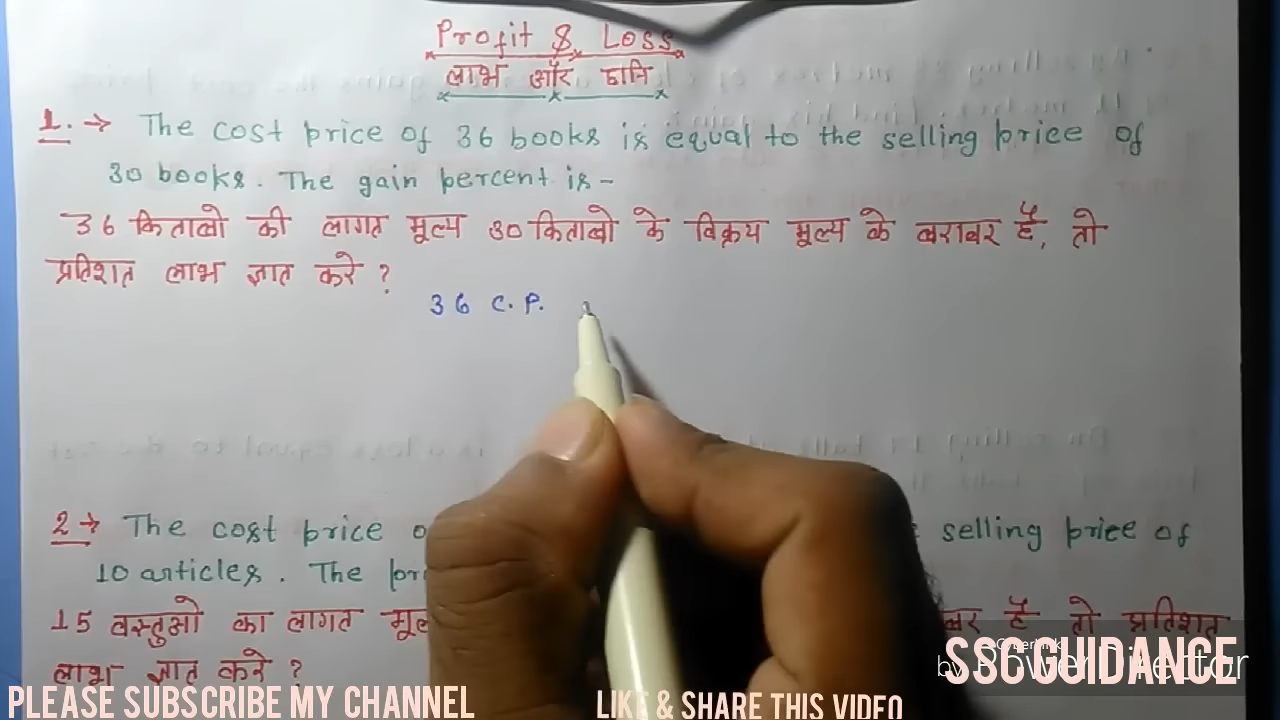 Profit & Loss
लाभ और हानि
1. → The cost price of 36 books is equal to the selling price of
30 books. The gain percent is -
36 किताबो की लागत मूल्य 30 किताबो के विक्रय मूल्य के बराबर है, तो
प्रतिशत लाभ ज्ञात करे ?
36 C.P.
2 → The cost price selling price of
10 articles. The
15 वस्तुओ का लागत है तो प्रतिशत
लाभ ज्ञात करे ?
SSC GUIDANCE
by PowerDirector
PLEASE SUBSCRIBE MY CHANNEL LIKE & SHARE THIS VIDEO